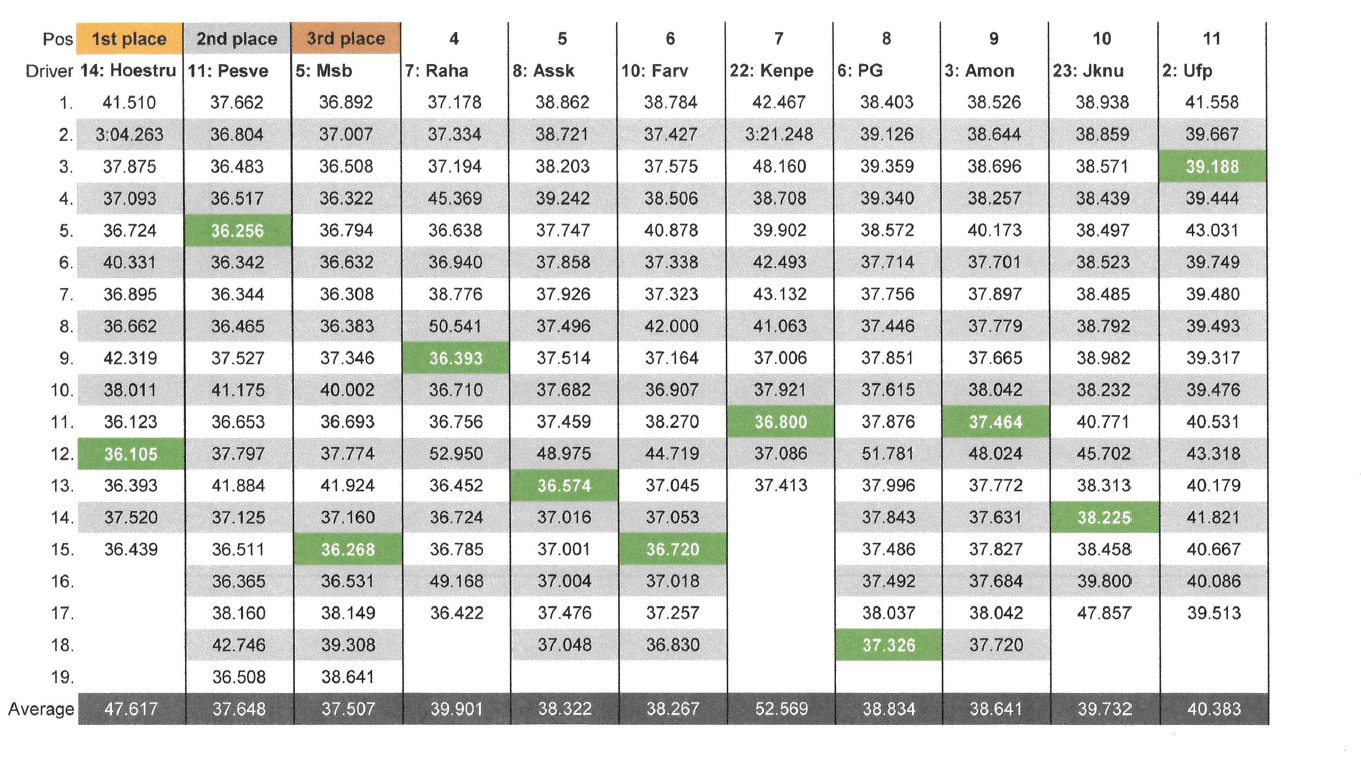 Pos 1st place 2nd place 3rd place 4 5 6 7 8 9 10 11
Driver 14: Hoestru 11: Pesve 5: Msb 7: Raha 8: Assk 10: Farv 22: Kenpe 6: PG 3: Amon 23: Jknu 2: Ufp
1. 41.510 37.662 36.892 37.178 38.862 38.784 42.467 38.403 38.526 38.938 41.558
2. 3:04.263 36.804 37.007 37.334 38.721 37.427 3:21.248 39.126 38.644 38.859 39.667
3. 37.875 36.483 36.508 37.194 38.203 37.575 48.160 39.359 38.696 38.571 39.188
4. 37.093 36.517 36.322 45.369 39.242 38.506 38.708 39.340 38.257 38.439 39.444
5. 36.724 36.256 36.794 36.638 37.747 40.878 39.902 38.572 40.173 38.497 43.031
6. 40.331 36.342 36.632 36.940 37.858 37.338 42.493 37.714 37.701 38.523 39.749
7. 36.895 36.344 36.308 38.776 37.926 37.323 43.132 37.756 37.897 38.485 39.480
8. 36.662 36.465 36.383 50.541 37.496 42.000 41.063 37.446 37.779 38.792 39.493
9. 42.319 37.527 37.346 36.393 37.514 37.164 37.006 37.851 37.665 38.982 39.317
10. 38.011 41.175 40.002 36.710 37.682 36.907 37.921 37.615 38.042 38.232 39.476
11. 36.123 36.653 36.693 36.756 37.459 38.270 36.800 37.876 37.464 40.771 40.531
12. 36.105 37.797 37.774 52.950 48.975 44.719 37.086 51.781 48.024 45.702 43.318
13. 36.393 41.884 41.924 36.452 36.574 37.045 37.413 37.996 37.772 38.313 40.179
14. 37.520 37.125 37.160 36.724 37.016 37.053 37.843 37.631 38.225 41.821
15. 36.439 36.511 36.268 36.785 37.001 36.720 37.486 37.827 38.458 40.667
16. 36.365 36.531 49.168 37.004 37.018 37.492 37.684 39.800 40.086
17. 38.160 38.149 36.422 37.476 37.257 38.037 38.042 47.857 39.513
18. 42.746 39.308 37.048 36.830 37.326 37.720
19. 36.508 38.641
Average 47.617 37.648 37.507 39.901 38.322 38.267 52.569 38.834 38.641 39.732 40.383